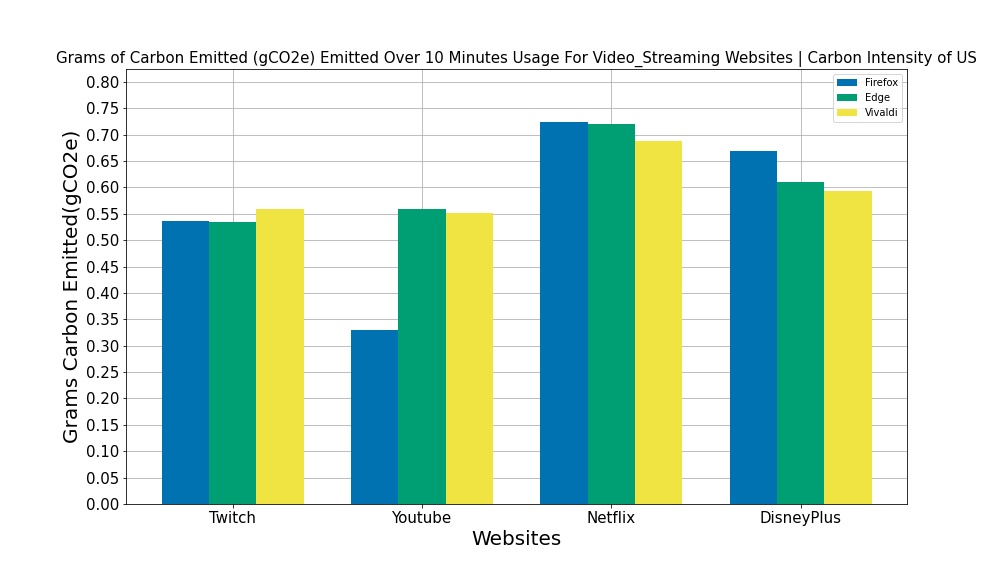 Grams of Carbon Emitted (gCO2e) Emitted Over 10 Minutes Usage For Video_Streaming Websites | Carbon Intensity of US
Firefox
Edge
Vivaldi
Grams Carbon Emitted(gCO2e)
0.80
0.75
0.70
0.65
0.60
0.55
0.50
0.45
0.40
0.35
0.30
0.25
0.20
0.15
0.10
0.05
0.00
Twitch Youtube Netflix DisneyPlus
Websites